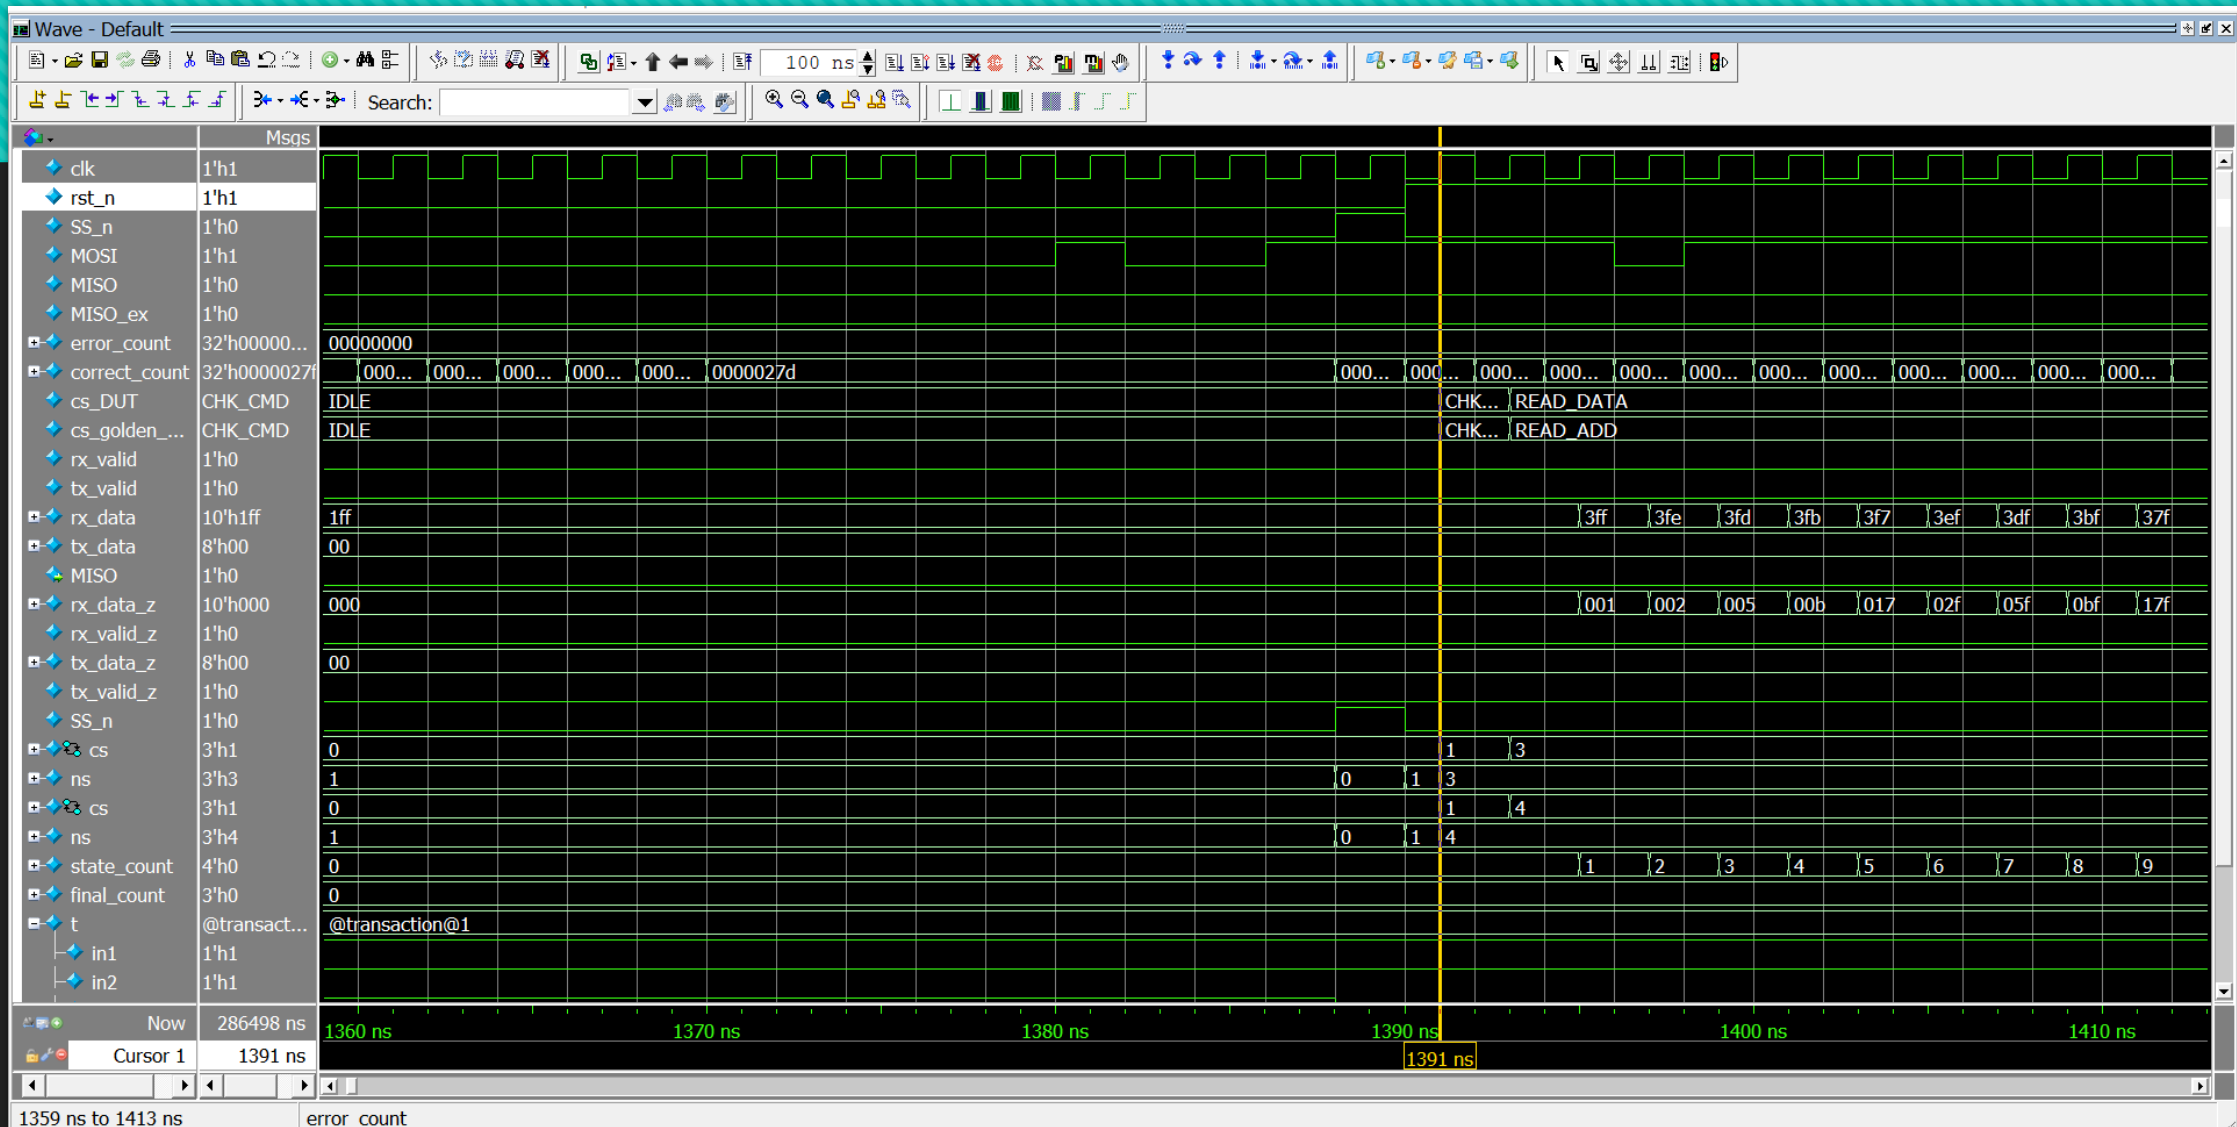 Wave - Default
100 ns
Search:
Msgs
clk 1'h1
rst_n 1'h1
SS_n 1'h0
MOSI 1'h1
MISO 1'h0
MISO_ex 1'h0
error_count 32'h00000... 00000000
correct_count 32'h0000027f 000... 000... 000... 000... 000... 0000027d 000... 000... 000... 000... 000... 000... 000... 000... 000... 000... 000... 000...
cs_DUT CHK_CMD IDLE CHK... READ_DATA
cs_golden_... CHK_CMD IDLE CHK... READ_ADD
rx_valid 1'h0
tx_valid 1'h0
rx_data 10'h1ff 1ff 3ff 3fe 3fd 3fb 3f7 3ef 3df 3bf 37f
tx_data 8'h00 00
MISO 1'h0
rx_data_z 10'h000 000 001 002 005 00b 017 02f 05f 0bf 17f
rx_valid_z 1'h0
tx_data_z 8'h00 00
tx_valid_z 1'h0
SS_n 1'h0
cs 3'h1 0 1 3
ns 3'h3 1 0 1 3
cs 3'h1 0 1 4
ns 3'h4 1 0 1 4
state_count 4'h0 0 1 2 3 4 5 6 7 8 9
final_count 3'h0 0
t @transact... @transaction@1
in1 1'h1
in2 1'h1
Now 286498 ns 1360 ns 1370 ns 1380 ns 1390 ns 1400 ns 1410 ns
Cursor 1 1391 ns 1391 ns
1359 ns to 1413 ns error_count